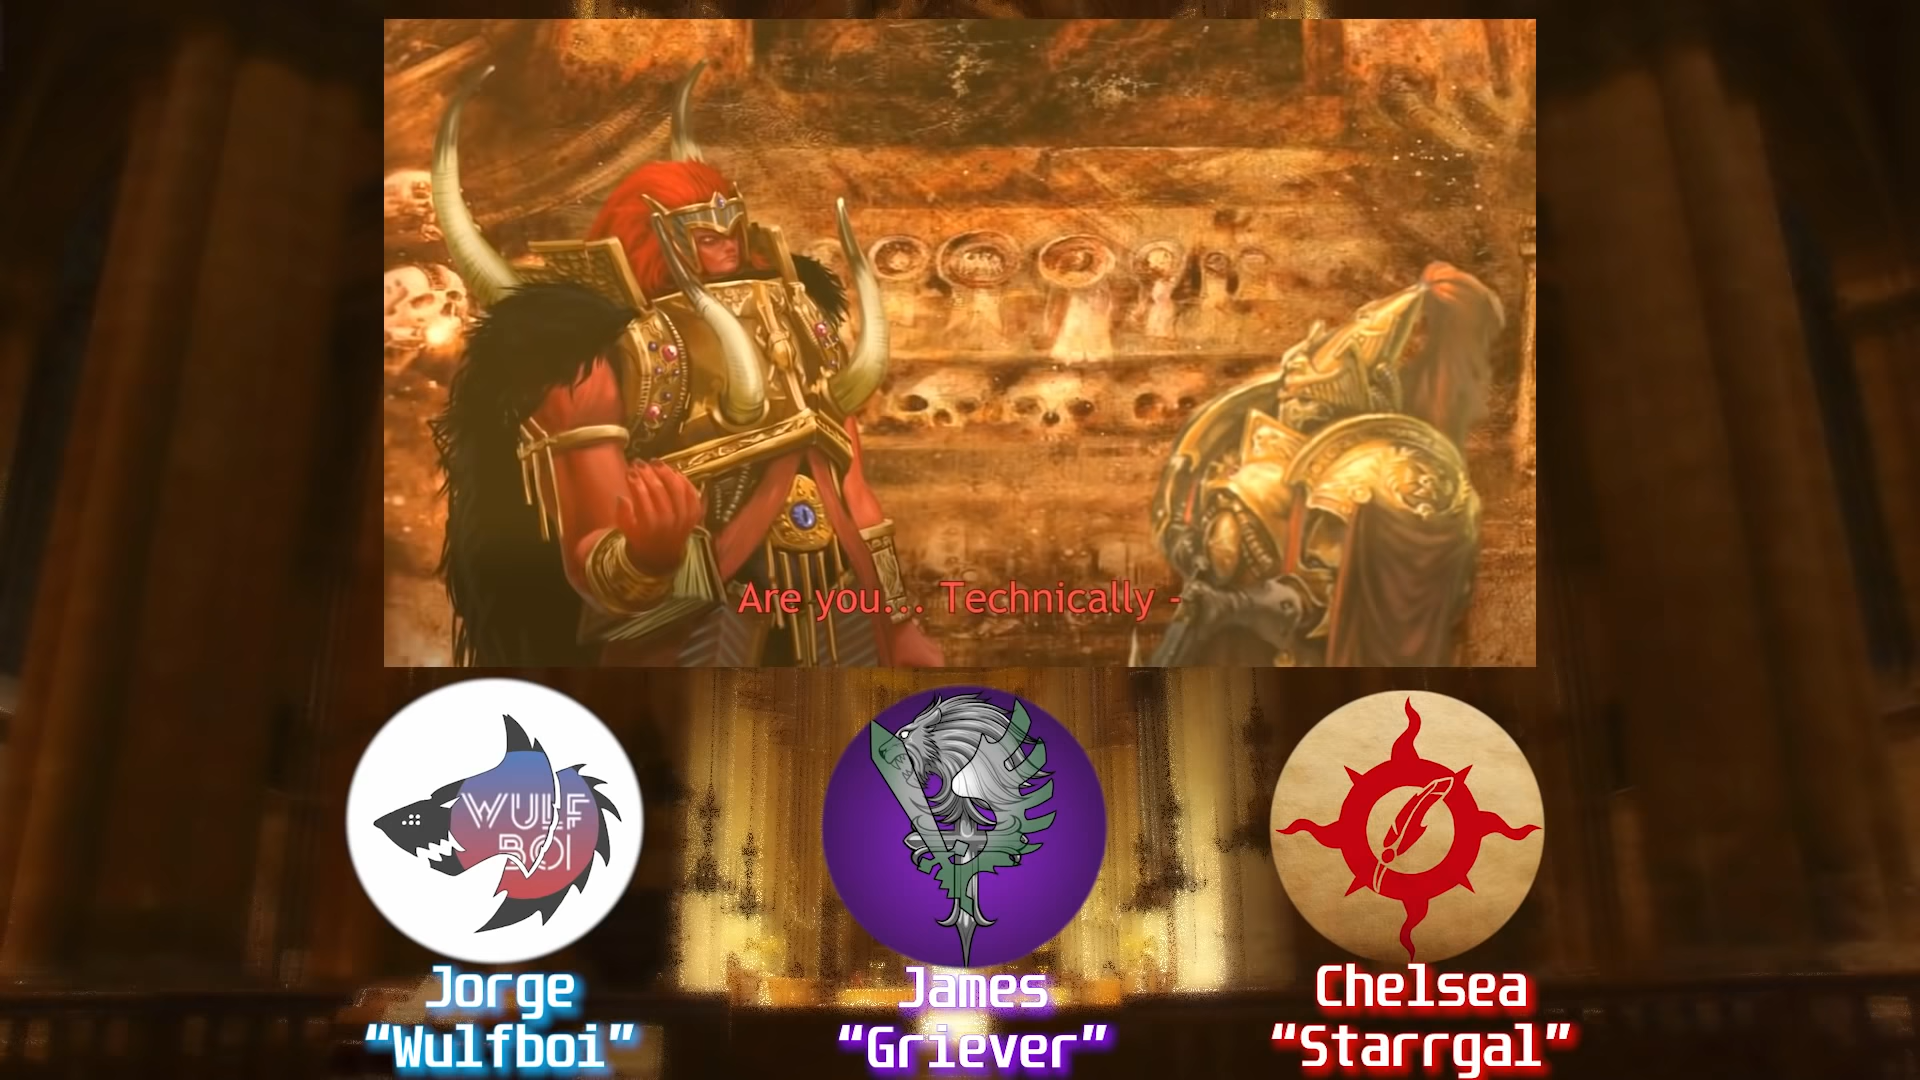 Are you... Technically -
WULF
BOI
Jorge
“Wulfboi”
James
“Griever”
Chelsea
“Starrgal”